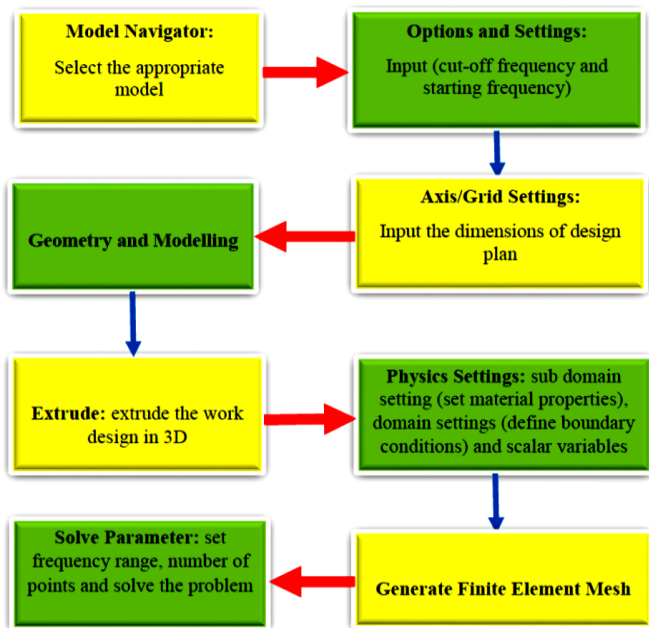 Model Navigator:
Select the appropriate
model
Options and Settings:
Input (cut-off frequency and
starting frequency)
Axis/Grid Settings:
Input the dimensions of design
plan
Geometry and Modelling
Extrude: extrude the work
design in 3D
Physics Settings: sub domain
setting (set material properties),
domain settings (define boundary
conditions) and scalar variables
Generate Finite Element Mesh
Solve Parameter: set
frequency range, number of
points and solve the problem